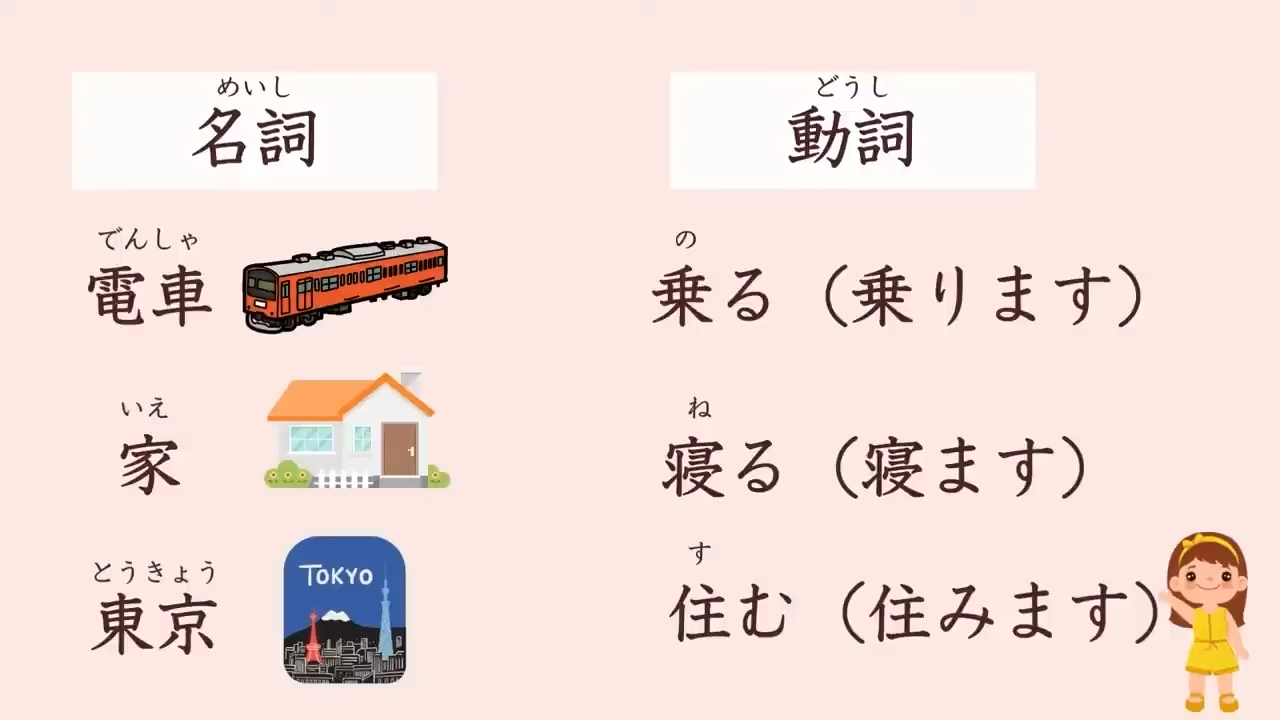 めいし
名詞
でんしゃ
電車
いえ
家
とうきょう
東京
TOKYO
どうし
動詞
の
乗る（乗ります）
ね
寝る（寝ます）
す
住む（住みます）